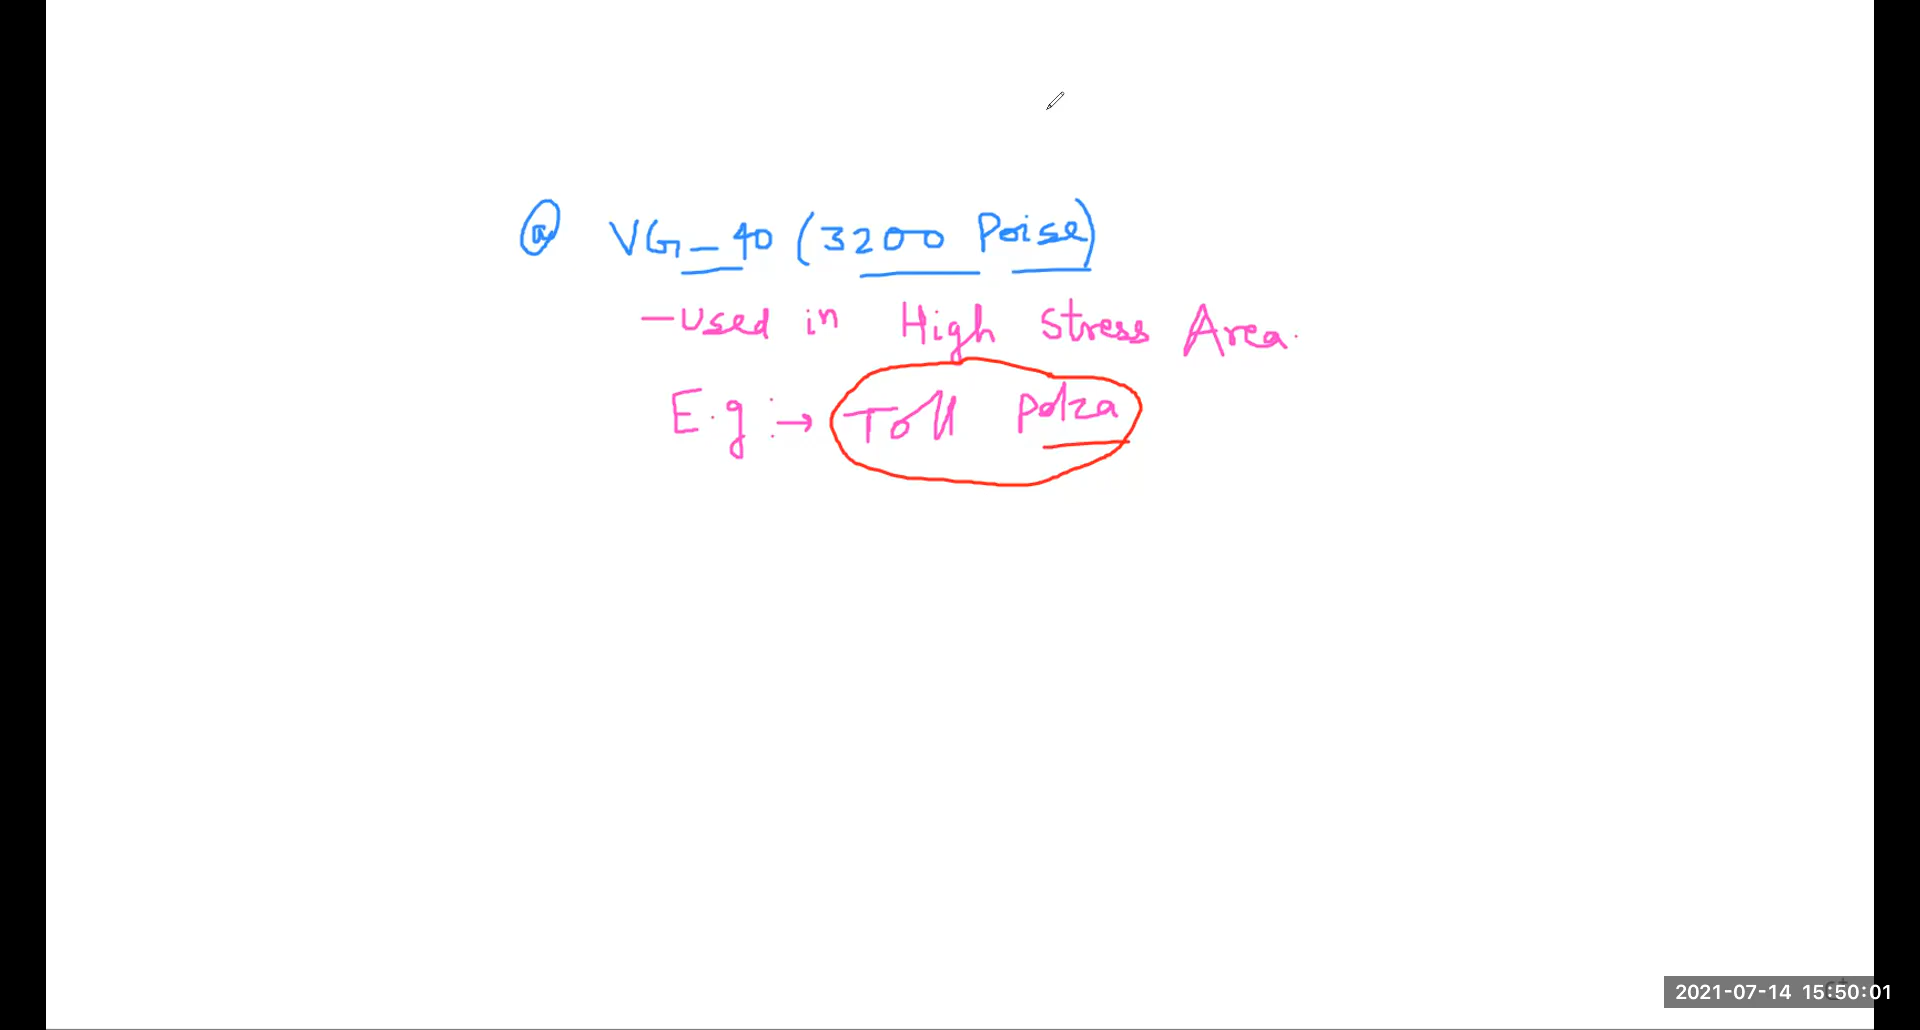 ⓐ VG-40 (3200 Poise)
- Used in High Stress Area.
E.g :→ Toll Polza
2021-07-14 15:50:01